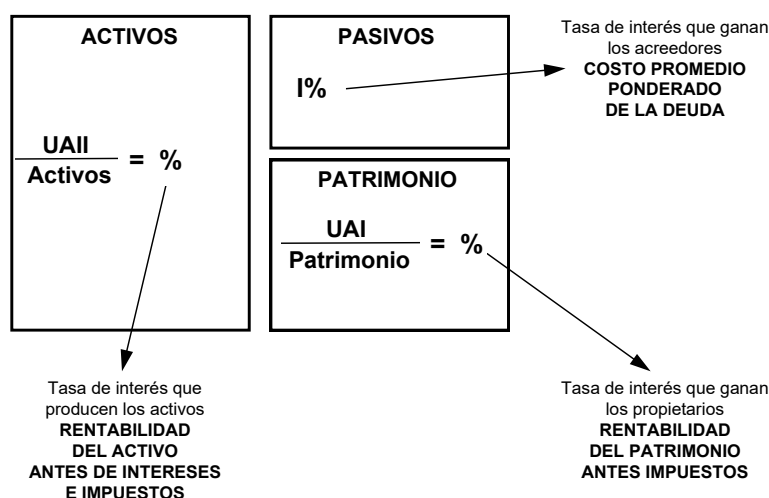 ACTIVOS
UAII
Activos
= %
PASIVOS
I%
PATRIMONIO
UAI
Patrimonio
= %
Tasa de interés que ganan
los acreedores
COSTO PROMEDIO
PONDERADO
DE LA DEUDA
Tasa de interés que
producen los activos
RENTABILIDAD
DEL ACTIVO
ANTES DE INTERESES
E IMPUESTOS
Tasa de interés que ganan
los propietarios
RENTABILIDAD
DEL PATRIMONIO
ANTES IMPUESTOS